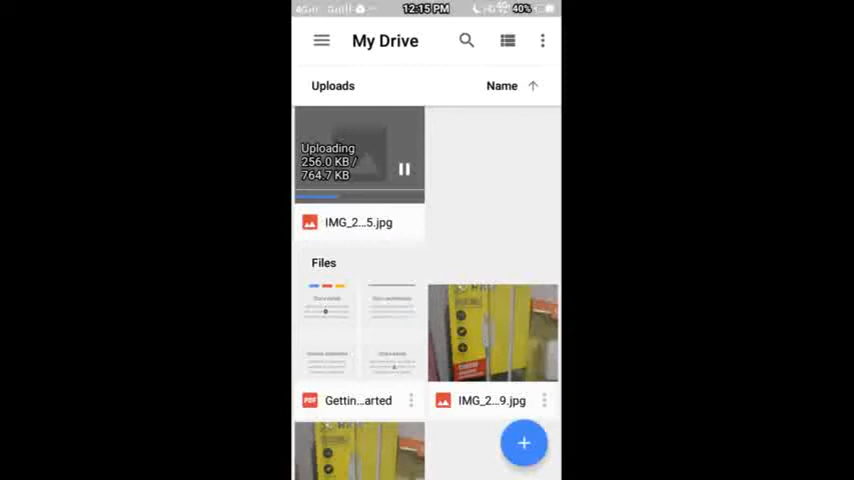 12:15 PM
40%
My Drive
Uploads
Name
Uploading
256.0 KB /
764.7 KB
IMG_2...5.jpg
Files
PDF
Gettin...arted
IMG_2...9.jpg